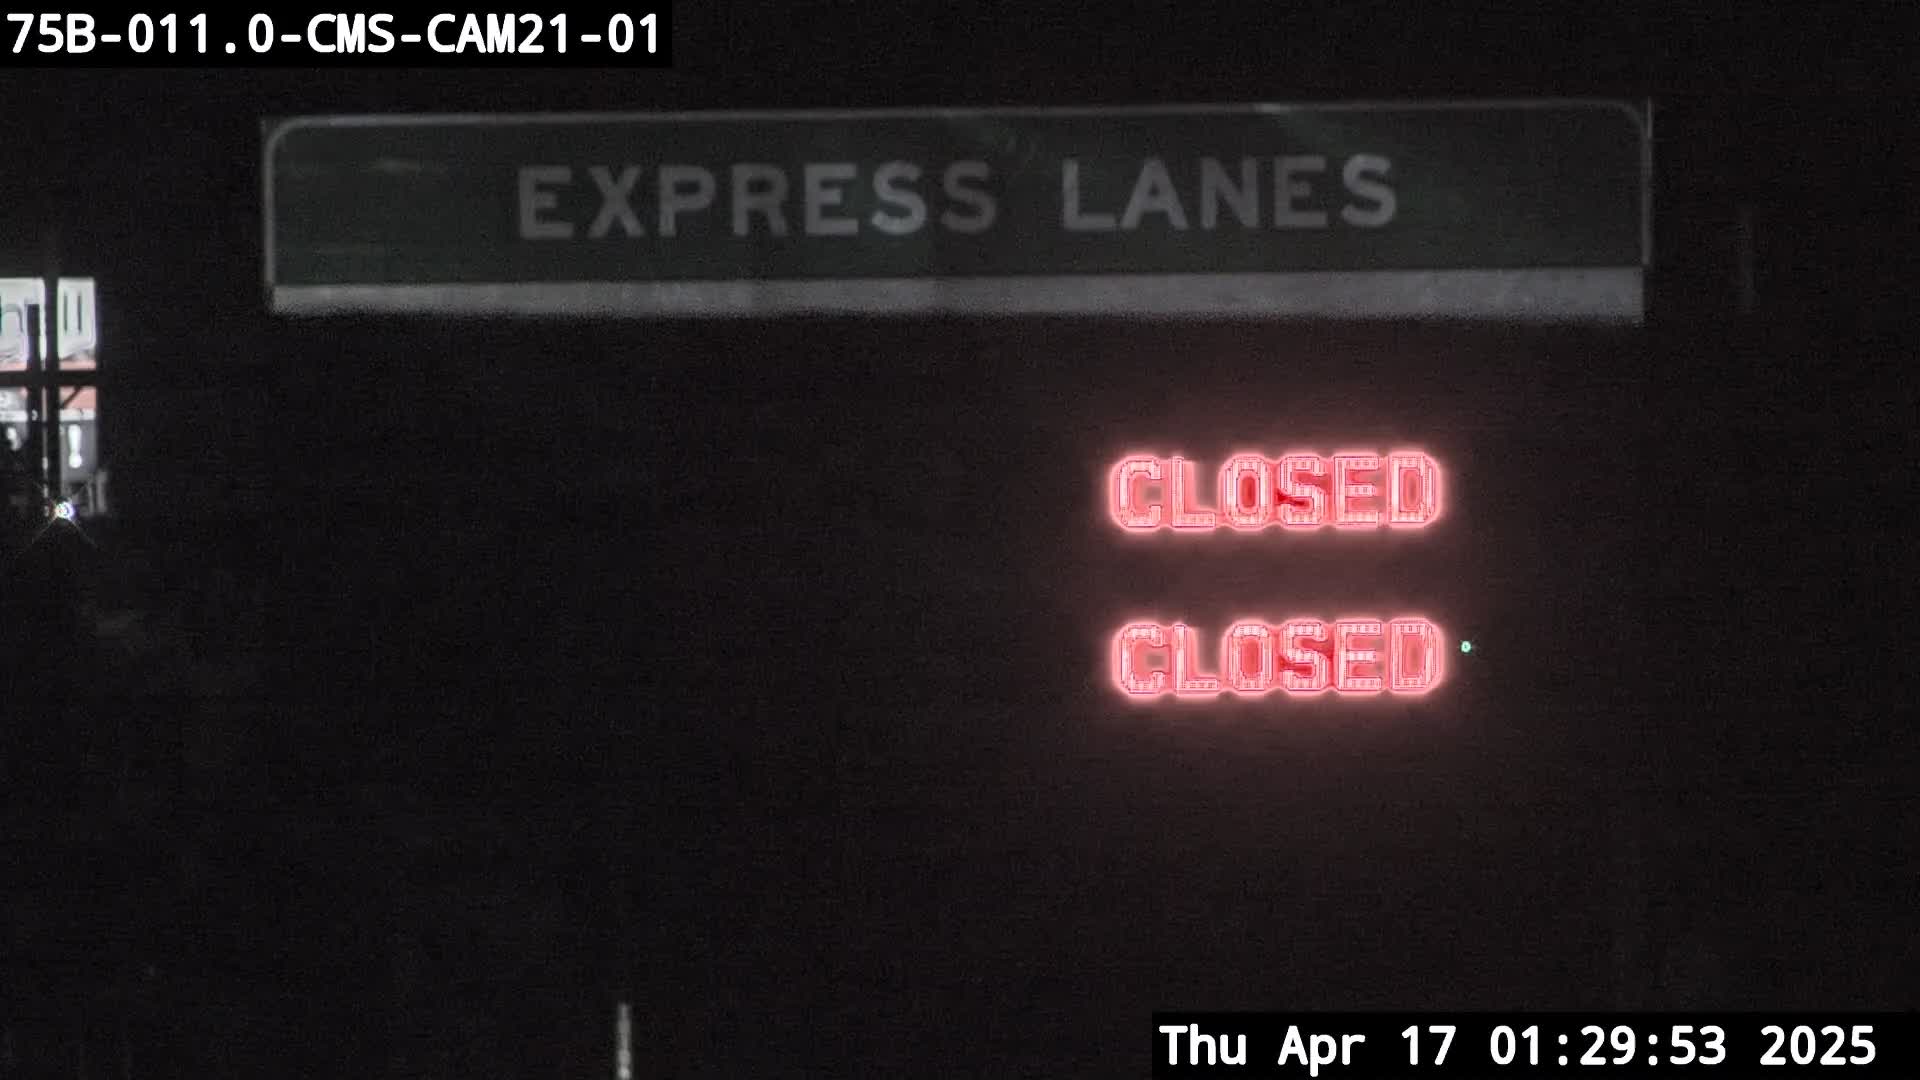 75B-011.0-CMS-CAM21-01
EXPRESS LANES
CLOSED
CLOSED
Thu Apr 17 01:29:53 2025